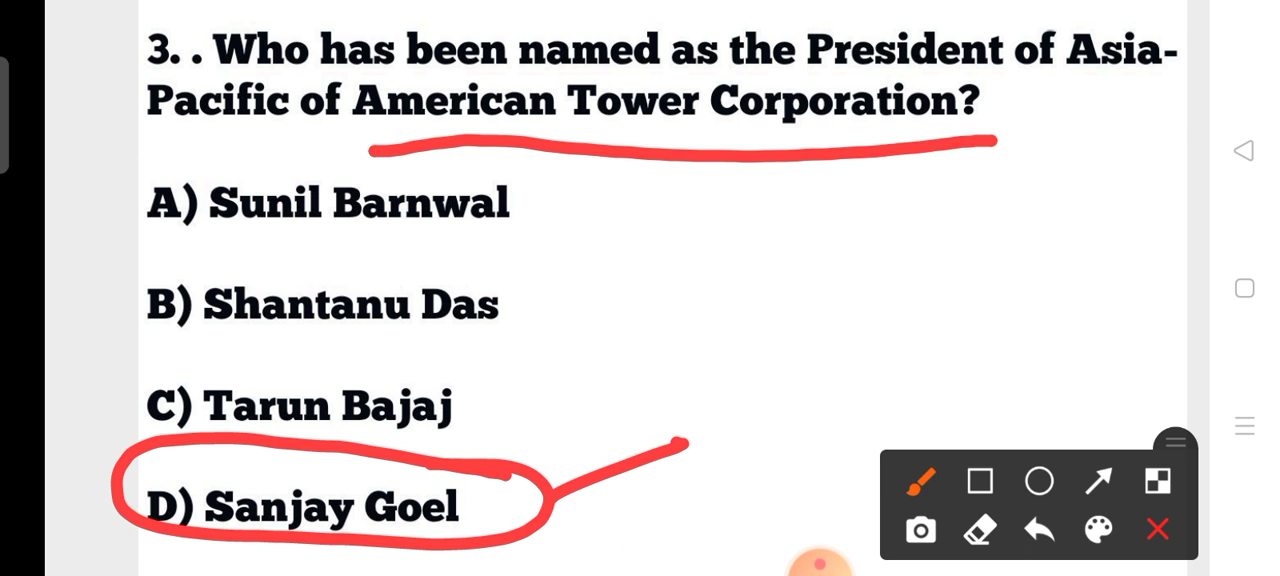 3. . Who has been named as the President of Asia-
Pacific of American Tower Corporation?
A) Sunil Barnwal
B) Shantanu Das
C) Tarun Bajaj
D) Sanjay Goel